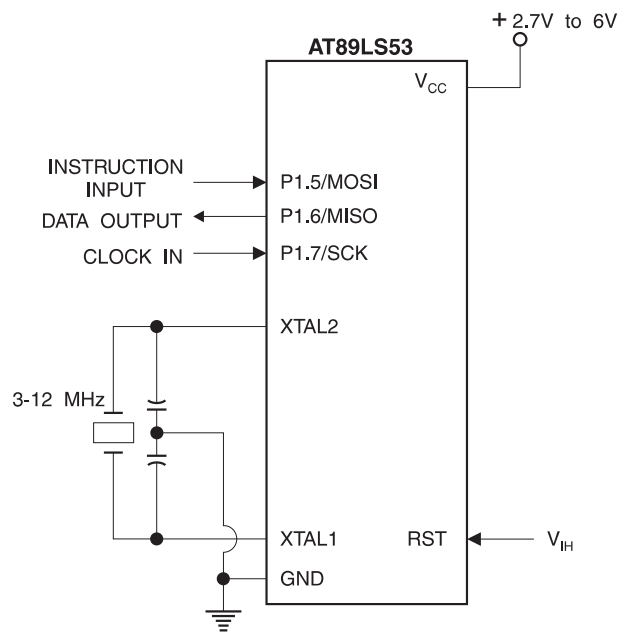 + 2.7V to 6V
AT89LS53
VCC
INSTRUCTION
INPUT
P1.5/MOSI
DATA OUTPUT
P1.6/MISO
CLOCK IN
P1.7/SCK
XTAL2
3-12 MHz
XTAL1
RST
VIH
GND